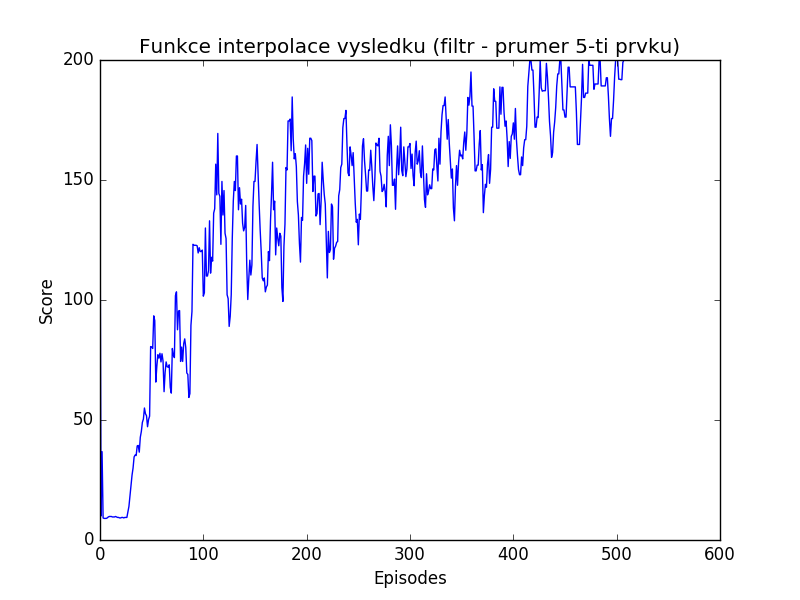 Funkce interpolace vysledku (filtr - prumer 5-ti prvku)
200
150
100
50
0
Score
0 100 200 300 400 500 600
Episodes